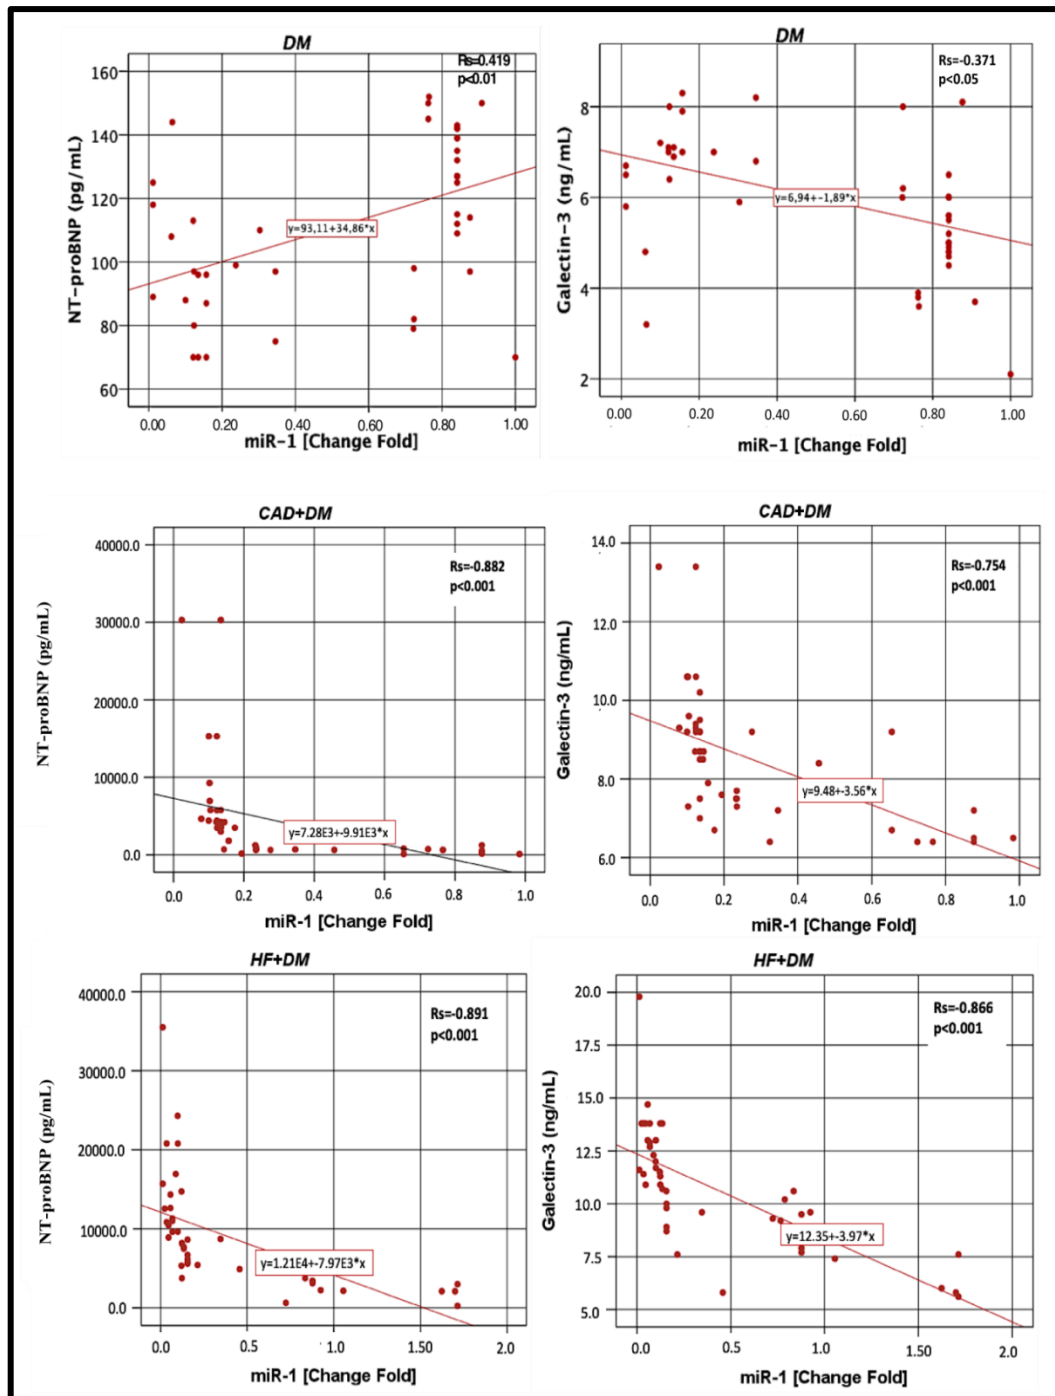 DM
Rs=0.419
p<0.01
NT-proBNP (pg/mL)
160
140
120
100
80
60
y=93,11+34,86*x
0.00 0.20 0.40 0.60 0.80 1.00
miR-1 [Change Fold]
DM
Rs=-0.371
p<0.05
Galectin-3 (ng/mL)
8
6
4
2
y=6,94+-1,89*x
0.00 0.20 0.40 0.60 0.80 1.00
miR-1 [Change Fold]
CAD+DM
Rs=-0.882
p<0.001
NT-proBNP (pg/mL)
40000.0
30000.0
20000.0
10000.0
0.0
y=7.28E3+-9.91E3*x
0.0 0.2 0.4 0.6 0.8 1.0
miR-1 [Change Fold]
CAD+DM
Rs=-0.754
p<0.001
Galectin-3 (ng/mL)
14.0
12.0
10.0
8.0
6.0
y=9.48+-3.56*x
0.0 0.2 0.4 0.6 0.8 1.0
miR-1 [Change Fold]
HF+DM
Rs=-0.891
p<0.001
NT-proBNP (pg/mL)
40000.0
30000.0
20000.0
10000.0
0.0
y=1.21E4+-7.97E3*x
0.0 0.5 1.0 1.5 2.0
miR-1 [Change Fold]
HF+DM
Rs=-0.866
p<0.001
Galectin-3 (ng/mL)
20.0
17.5
15.0
12.5
10.0
7.5
5.0
y=12.35+-3.97*x
0.0 0.5 1.0 1.5 2.0
miR-1 [Change Fold]